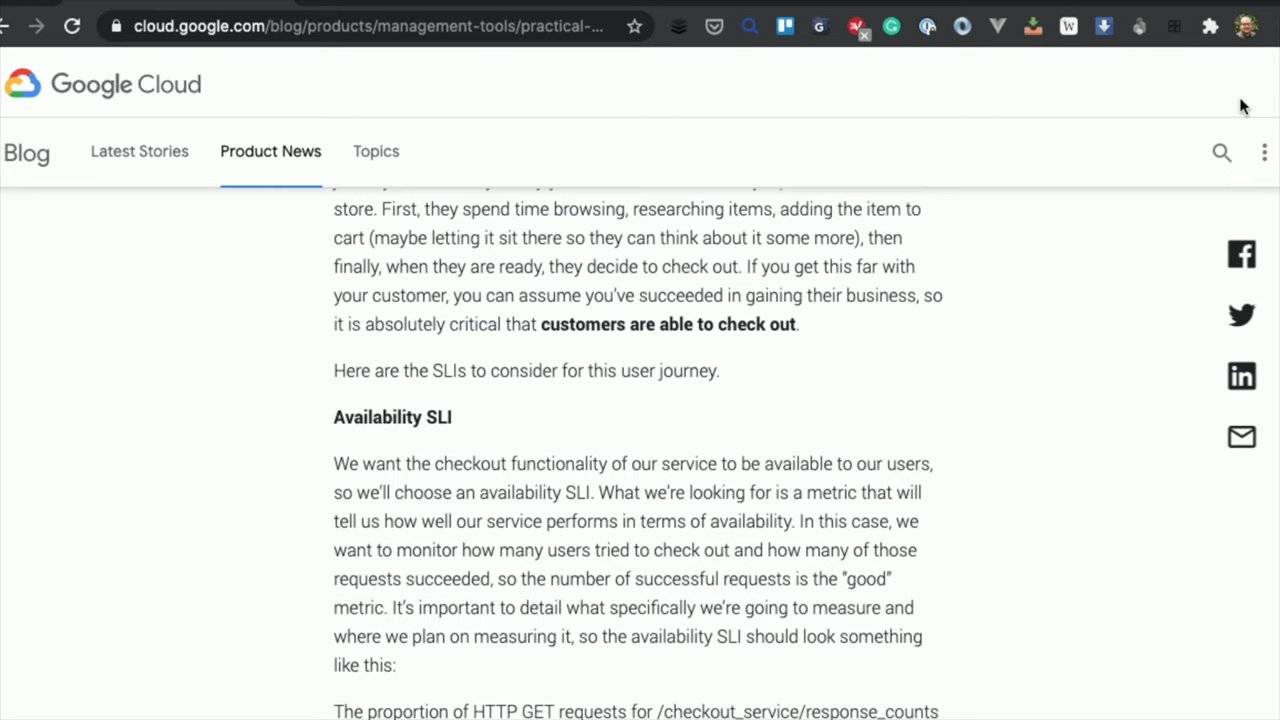 cloud.google.com/blog/products/management-tools/practical-...
Google Cloud
Blog
Latest Stories
Product News
Topics
store. First, they spend time browsing, researching items, adding the item to
cart (maybe letting it sit there so they can think about it some more), then
finally, when they are ready, they decide to check out. If you get this far with
your customer, you can assume you've succeeded in gaining their business, so
it is absolutely critical that customers are able to check out.
Here are the SLIs to consider for this user journey.
Availability SLI
We want the checkout functionality of our service to be available to our users,
so we'll choose an availability SLI. What we're looking for is a metric that will
tell us how well our service performs in terms of availability. In this case, we
want to monitor how many users tried to check out and how many of those
requests succeeded, so the number of successful requests is the "good"
metric. It's important to detail what specifically we're going to measure and
where we plan on measuring it, so the availability SLI should look something
like this:
The proportion of HTTP GET requests for /checkout_service/response_counts